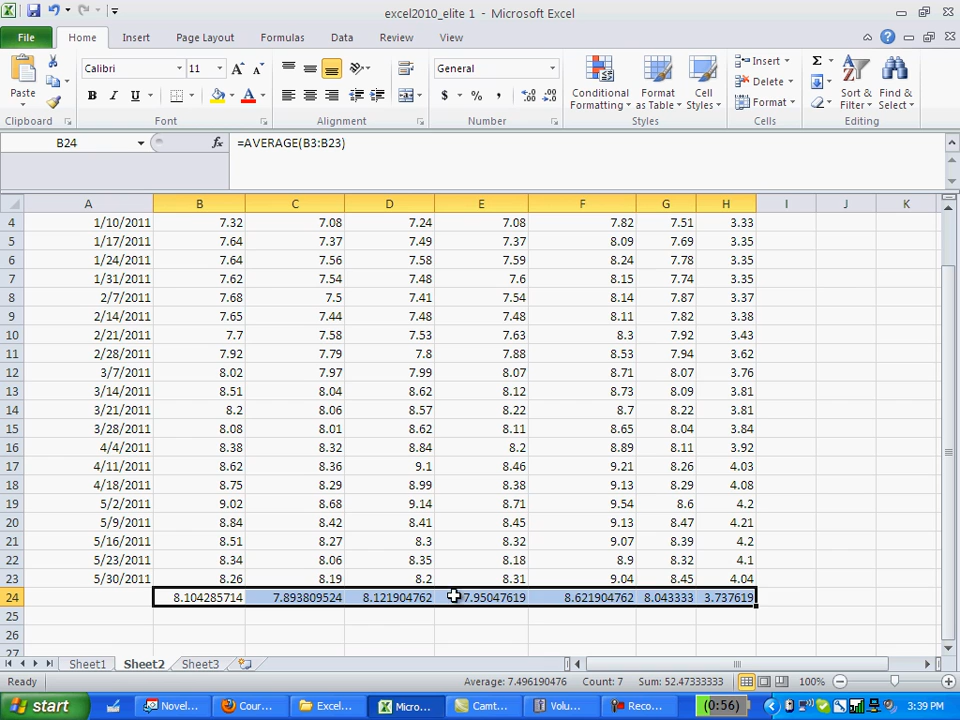 excel2010_elite 1 - Microsoft Excel
File Home Insert Page Layout Formulas Data Review View
Paste Calibri 11 A A General Conditional Formatting Format as Table Cell Styles Insert Delete Format Σ Sort & Filter Find & Select
B I U A $ % , .0 .00 .00 .0
Clipboard Font Alignment Number Styles Cells Editing
B24 fx =AVERAGE(B3:B23)
A B C D E F G H I J K
4 1/10/2011 7.32 7.08 7.24 7.08 7.82 7.51 3.33
5 1/17/2011 7.64 7.37 7.49 7.37 8.09 7.69 3.35
6 1/24/2011 7.64 7.56 7.58 7.59 8.24 7.78 3.35
7 1/31/2011 7.62 7.54 7.48 7.6 8.15 7.74 3.35
8 2/7/2011 7.68 7.5 7.41 7.54 8.14 7.87 3.37
9 2/14/2011 7.65 7.44 7.48 7.48 8.11 7.82 3.38
10 2/21/2011 7.7 7.58 7.53 7.63 8.3 7.92 3.43
11 2/28/2011 7.92 7.79 7.8 7.88 8.53 7.94 3.62
12 3/7/2011 8.02 7.97 7.99 8.07 8.71 8.07 3.76
13 3/14/2011 8.51 8.04 8.62 8.12 8.73 8.09 3.81
14 3/21/2011 8.2 8.06 8.57 8.22 8.7 8.22 3.81
15 3/28/2011 8.08 8.01 8.62 8.11 8.65 8.04 3.84
16 4/4/2011 8.38 8.32 8.84 8.2 8.89 8.11 3.92
17 4/11/2011 8.62 8.36 9.1 8.46 9.21 8.26 4.03
18 4/18/2011 8.75 8.29 8.99 8.38 9.13 8.29 4.08
19 5/2/2011 9.02 8.68 9.14 8.71 9.54 8.6 4.2
20 5/9/2011 8.84 8.42 8.41 8.45 9.13 8.47 4.21
21 5/16/2011 8.51 8.27 8.3 8.32 9.07 8.39 4.2
22 5/23/2011 8.34 8.06 8.35 8.18 8.9 8.32 4.1
23 5/30/2011 8.26 8.19 8.2 8.31 9.04 8.45 4.04
24 8.104285714 7.893809524 8.121904762 7.95047619 8.621904762 8.043333 3.737619
25
26
27
Sheet1 Sheet2 Sheet3
Ready Average: 7.496190476 Count: 7 Sum: 52.47333333 100%
start Novel... Cour... Excel... Micro... Camt... Volu... Reco... (0:56) 3:39 PM